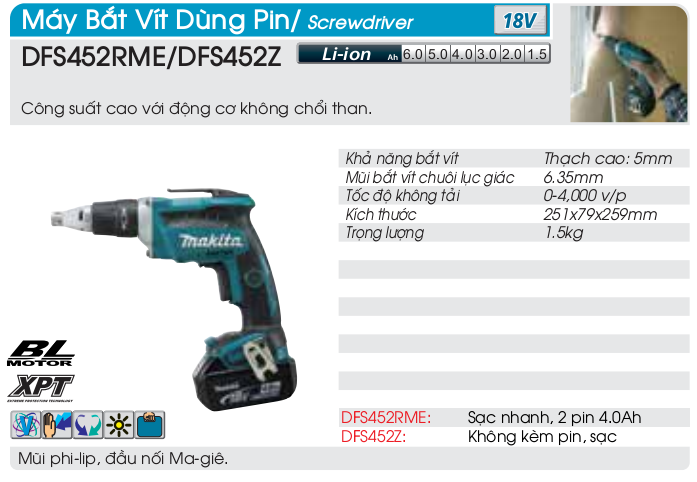 Máy Bắt Vít Dùng Pin/ Screwdriver 18V
DFS452RME/DFS452Z Li-ion Ah 6.0 5.0 4.0 3.0 2.0 1.5
Công suất cao với động cơ không chổi than.
Khả năng bắt vít Thạch cao: 5mm
Mũi bắt vít chuôi lục giác 6.35mm
Tốc độ không tải 0-4,000 v/p
Kích thước 251x79x259mm
Trọng lượng 1.5kg
makita
BL
MOTOR
XPT
EXTREME PROTECTION TECHNOLOGY
DFS452RME: Sạc nhanh, 2 pin 4.0Ah
DFS452Z: Không kèm pin, sạc
Mũi phi-lip, đầu nối Ma-giê.